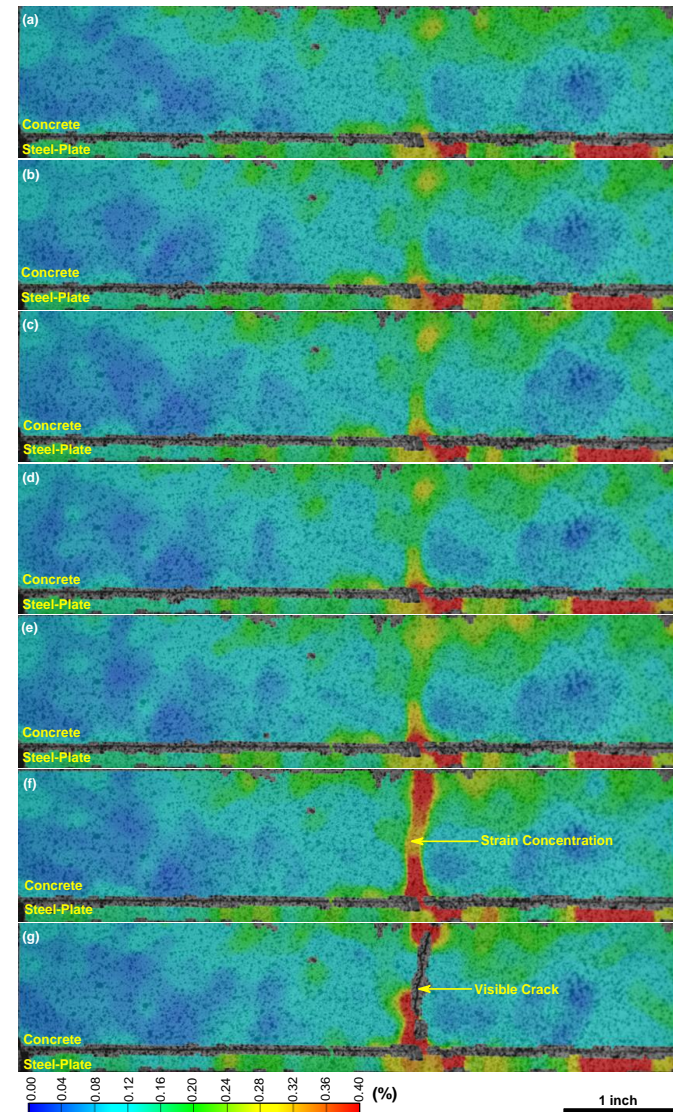 (a)
Concrete
Steel-Plate
(b)
Concrete
Steel-Plate
(c)
Concrete
Steel-Plate
(d)
Concrete
Steel-Plate
(e)
Concrete
Steel-Plate
(f)
Strain Concentration
Concrete
Steel-Plate
(g)
Visible Crack
Concrete
Steel-Plate
0.00 0.04 0.08 0.12 0.16 0.20 0.24 0.28 0.32 0.36 0.40 (%)
1 inch